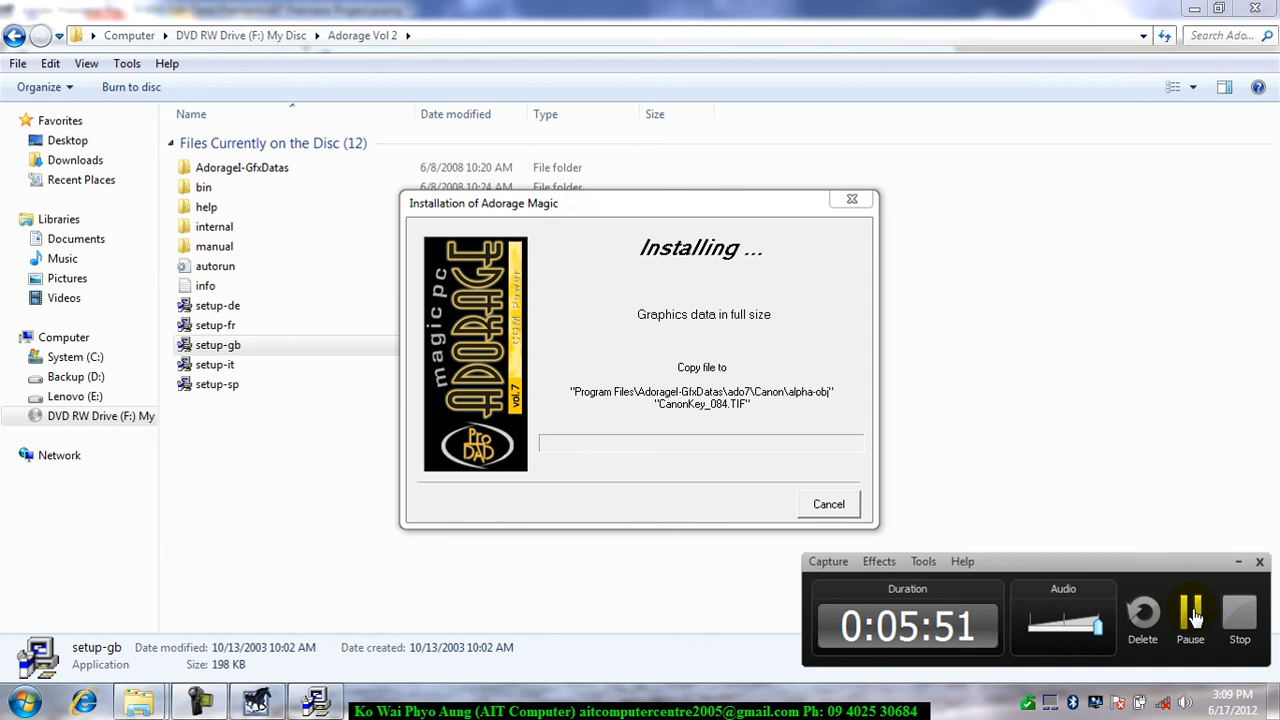 Computer ▸ DVD RW Drive (F:) My Disc ▸ Adorage Vol 2 ▸
Search Ado...
File Edit View Tools Help
Organize Burn to disc
Name Date modified Type Size
Favorites
Desktop
Downloads
Recent Places
Libraries
Documents
Music
Pictures
Videos
Computer
System (C:)
Backup (D:)
Lenovo (E:)
DVD RW Drive (F:) My
Network
Files Currently on the Disc (12)
AdorageI-GfxDatas 6/8/2008 10:20 AM File folder
bin 6/8/2008 10:24 AM File folder
help
internal
manual
autorun
info
setup-de
setup-fr
setup-gb
setup-it
setup-sp
Installation of Adorage Magic
magic pc
ADORAGE
vol.7
ProDAD
Installing ...
Graphics data in full size
Copy file to
"Program Files\AdorageI-GfxDatas\ado7\Canon\alpha-obj"
"CanonKey_084.TIF"
Cancel
Capture Effects Tools Help
Duration
0:05:51
Audio
Delete Pause Stop
setup-gb Date modified: 10/13/2003 10:02 AM Date created: 10/13/2003 10:02 AM
Application Size: 198 KB
Ko Wai Phyo Aung (AIT Computer) aitcomputercentre2005@gmail.com Ph: 09 4025 30684
3:09 PM
6/17/2012